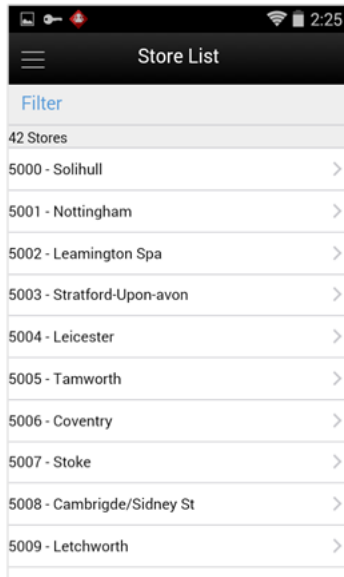 2:25
Store List
Filter
42 Stores
5000 - Solihull
5001 - Nottingham
5002 - Leamington Spa
5003 - Stratford-Upon-avon
5004 - Leicester
5005 - Tamworth
5006 - Coventry
5007 - Stoke
5008 - Cambrigde/Sidney St
5009 - Letchworth